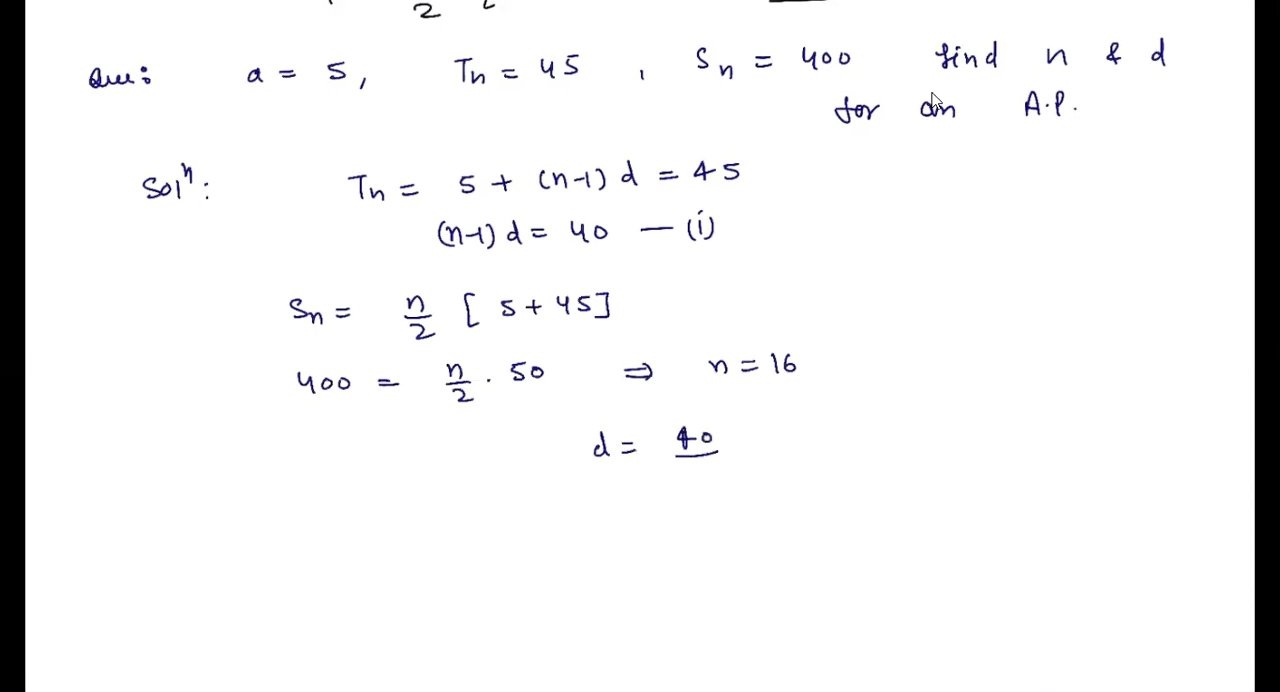 2
Que: a = 5, Tn = 45, Sn = 400 find n & d
for an A.P.
Solⁿ: Tn = 5 + (n-1) d = 45
(n-1) d = 40 — (i)
Sn = n/2 [ 5 + 45]
400 = n/2 . 50 ⇒ n = 16
d = 40